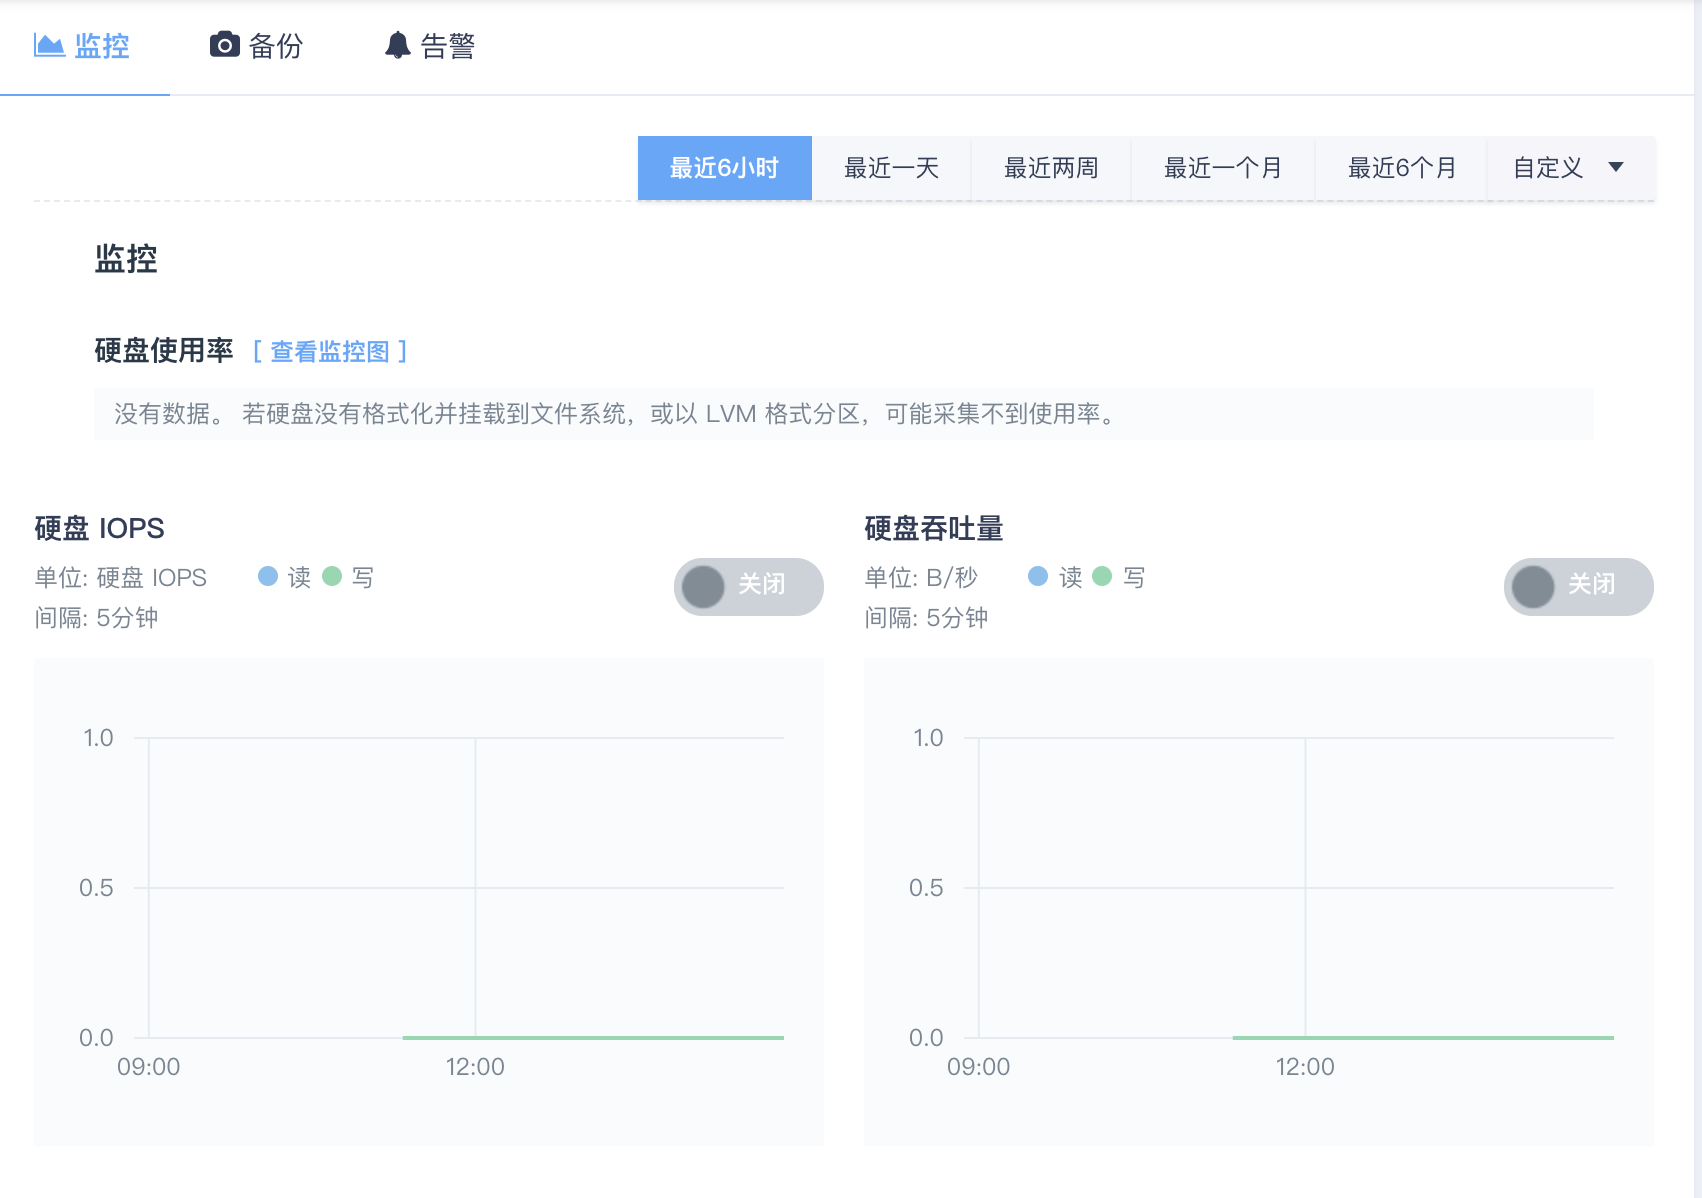 监控 备份 告警
最近6小时 最近一天 最近两周 最近一个月 最近6个月 自定义
监控
硬盘使用率 [ 查看监控图 ]
没有数据。 若硬盘没有格式化并挂载到文件系统，或以 LVM 格式分区，可能采集不到使用率。
硬盘 IOPS
单位: 硬盘 IOPS 读 写 关闭
间隔: 5分钟
1.0
0.5
0.0
09:00 12:00
硬盘吞吐量
单位: B/秒 读 写 关闭
间隔: 5分钟
1.0
0.5
0.0
09:00 12:00